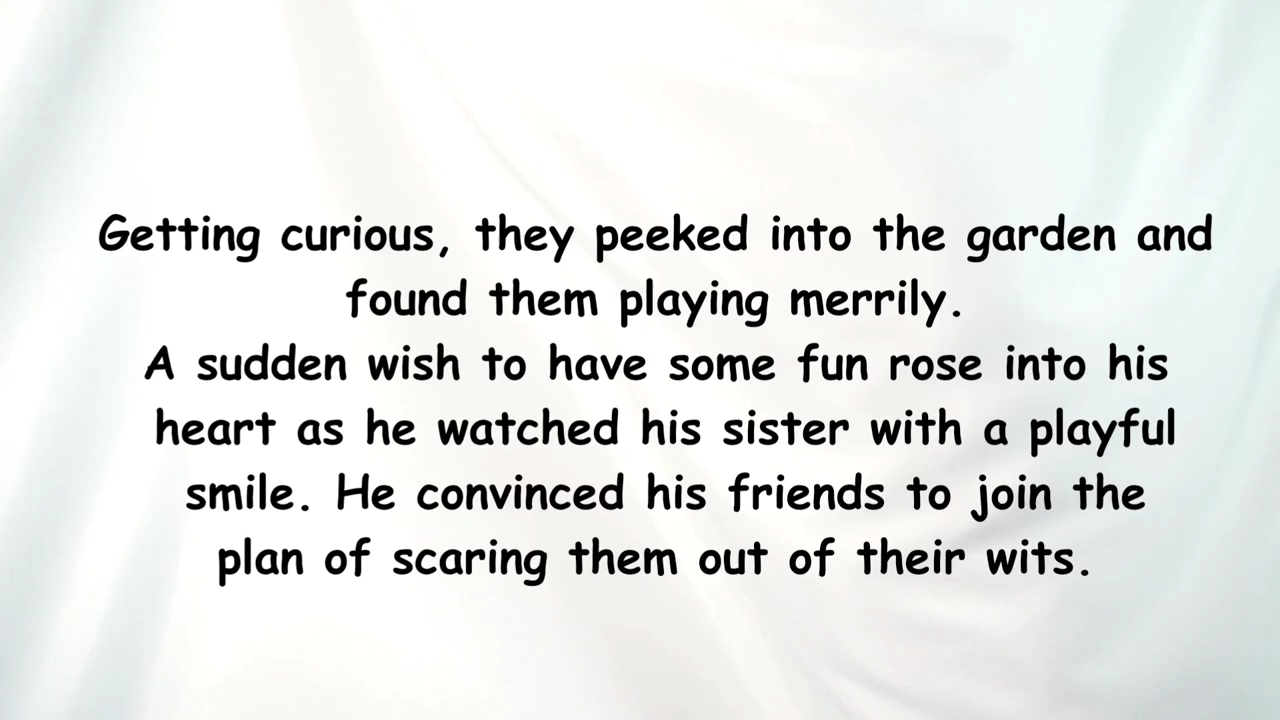 Getting curious, they peeked into the garden and
found them playing merrily.
A sudden wish to have some fun rose into his
heart as he watched his sister with a playful
smile. He convinced his friends to join the
plan of scaring them out of their wits.